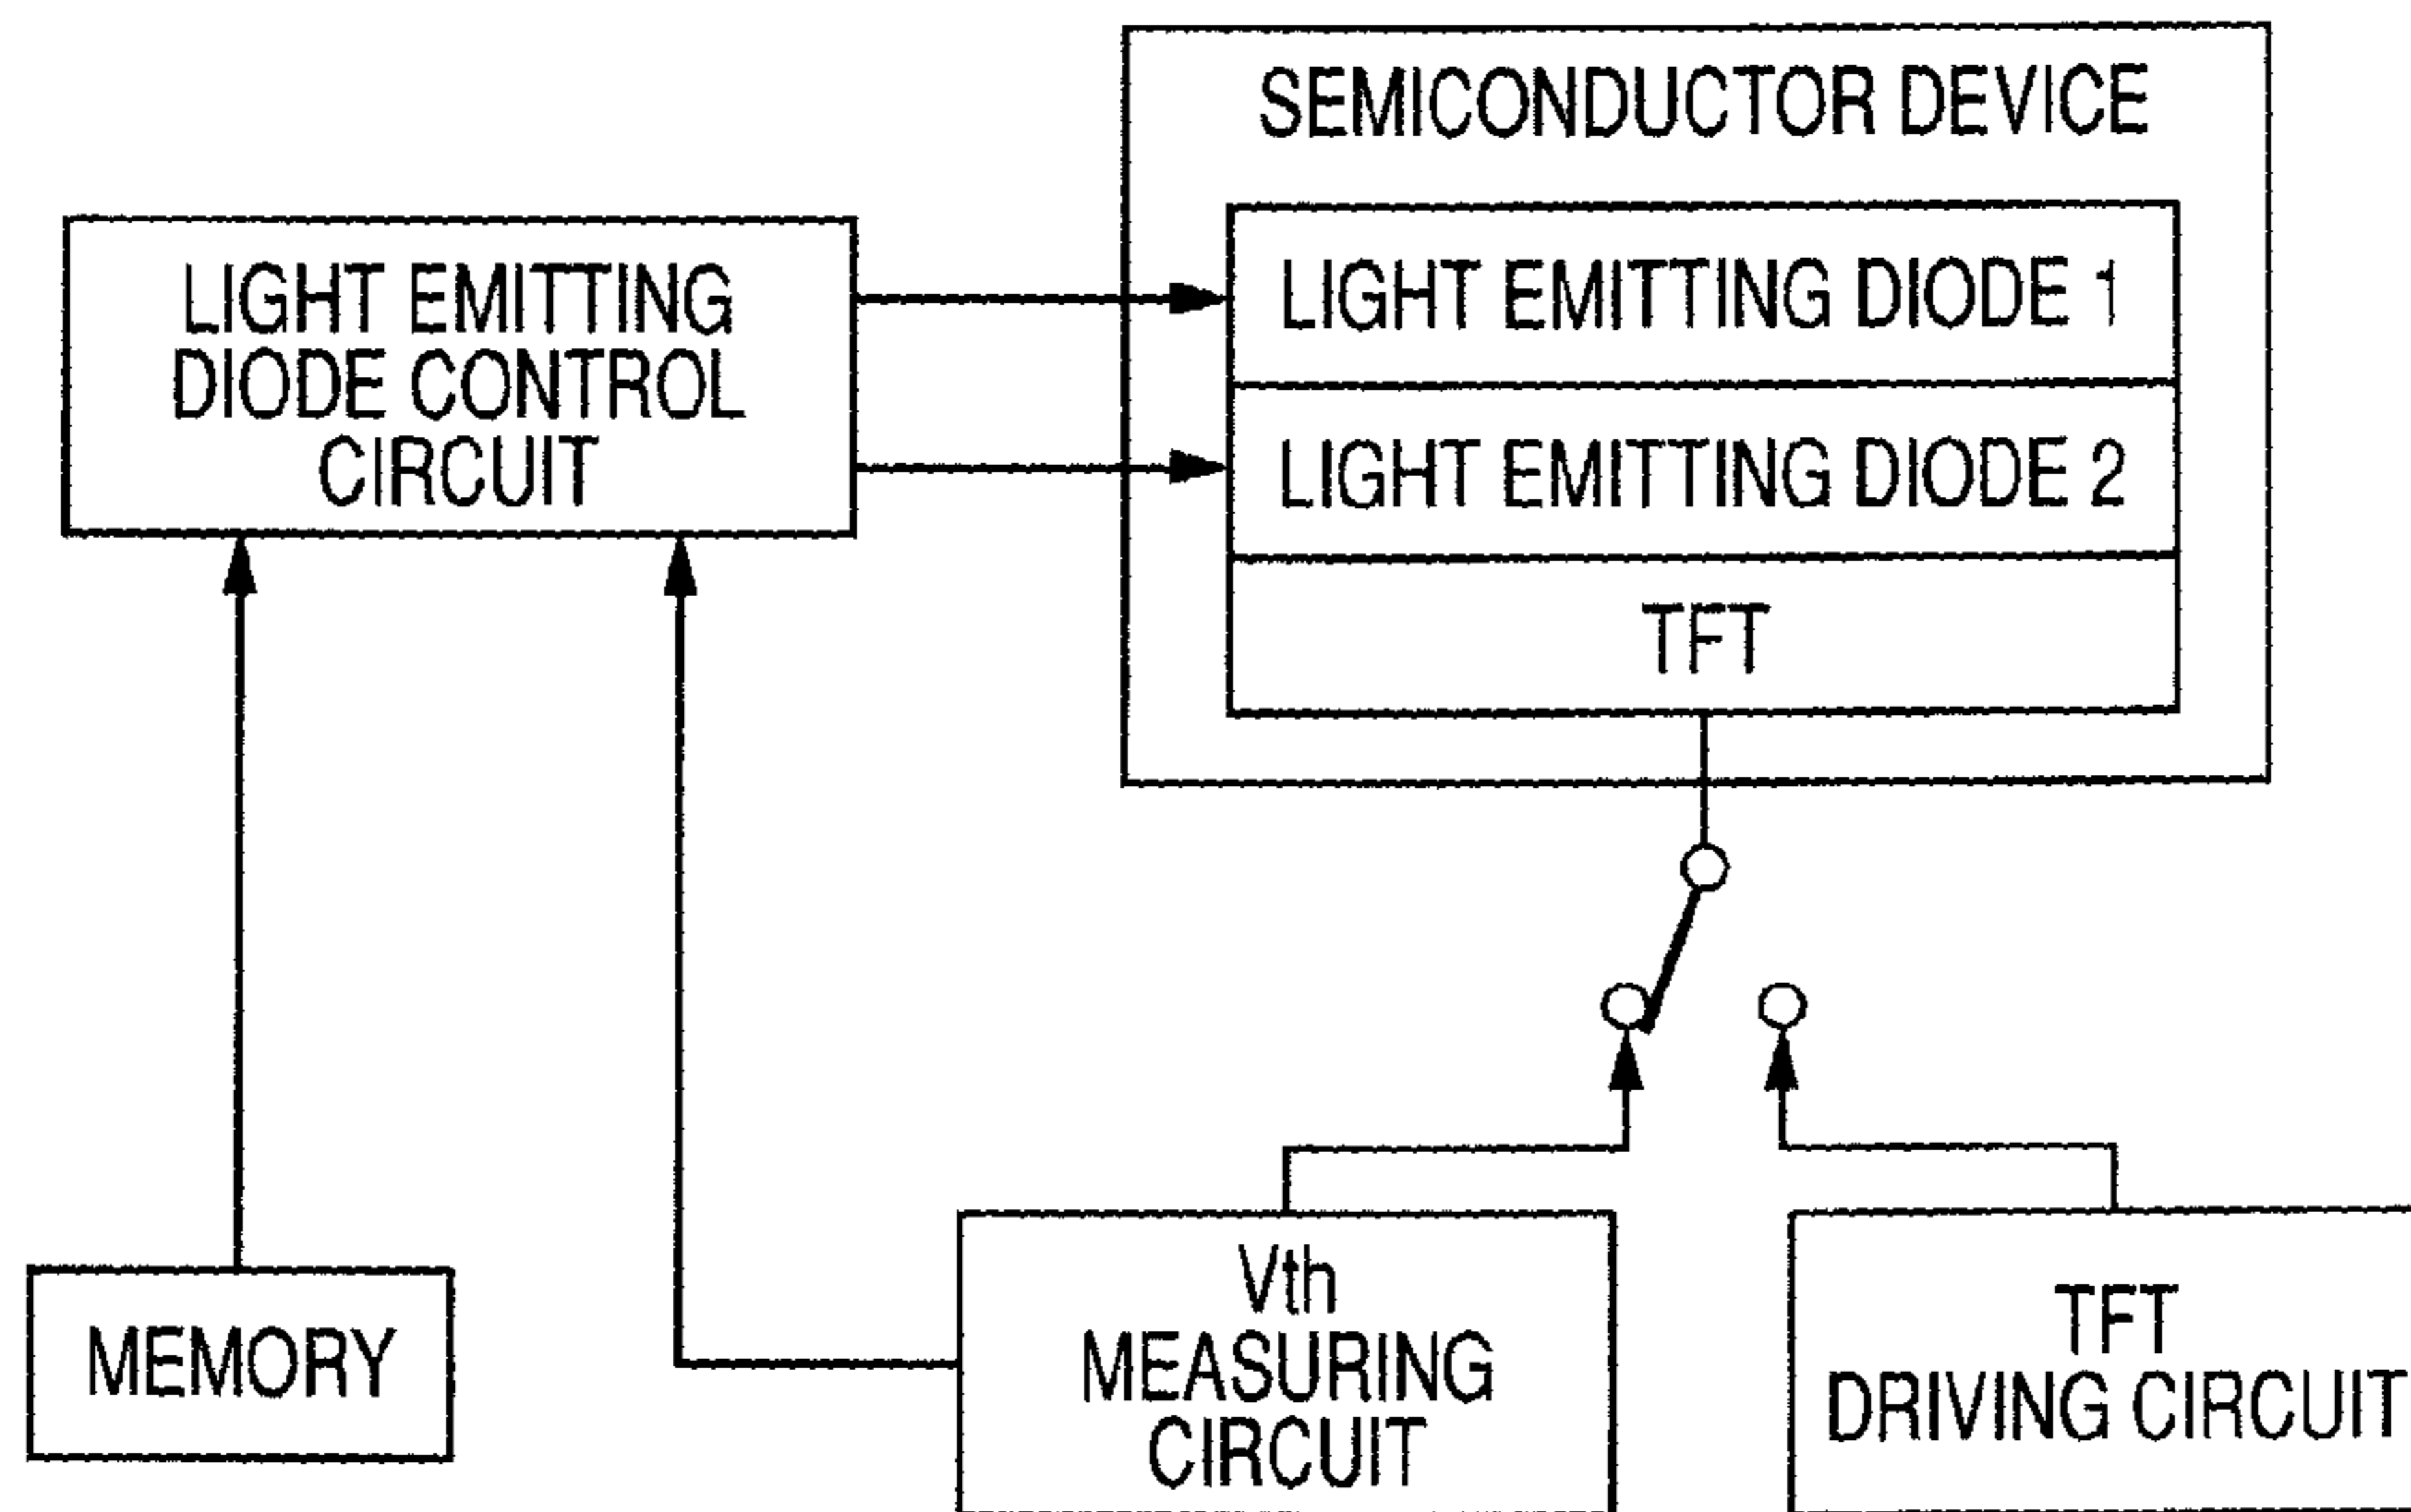 SEMICONDUCTOR DEVICE
LIGHT EMITTING
DIODE CONTROL
CIRCUIT
LIGHT EMITTING DIODE 1
LIGHT EMITTING DIODE 2
TFT
MEMORY
Vth
MEASURING
CIRCUIT
TFT
DRIVING CIRCUIT